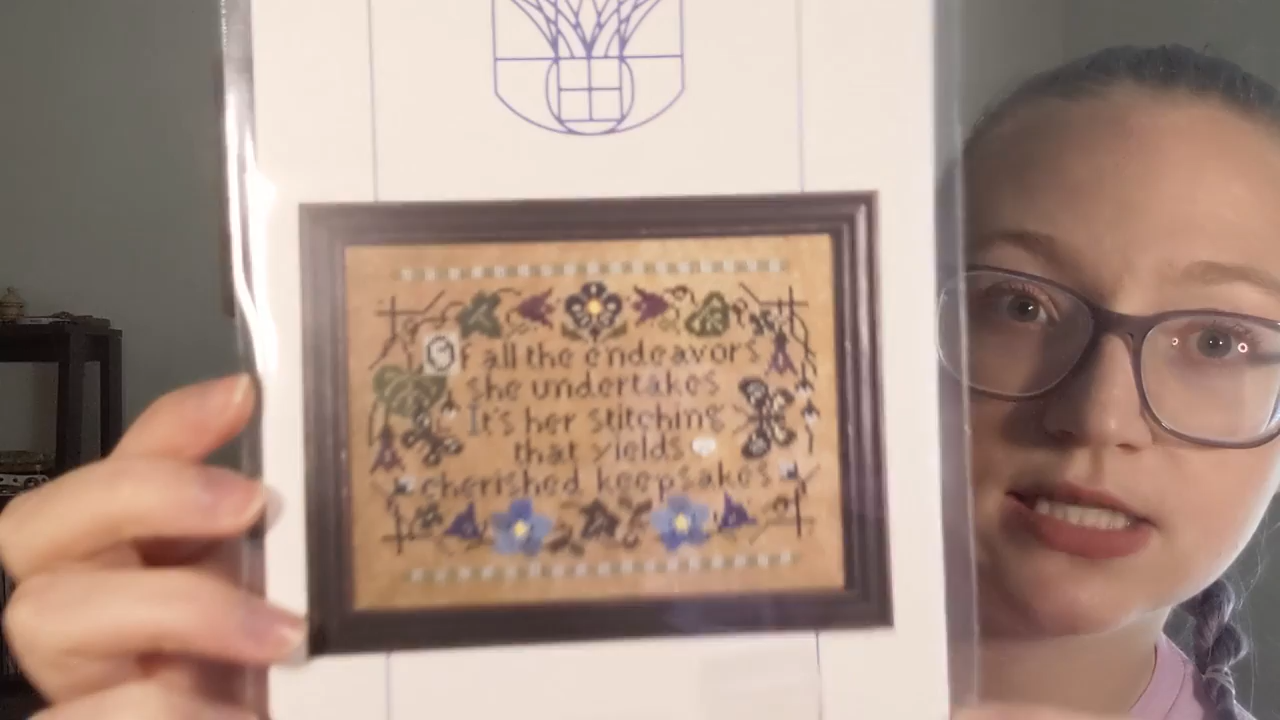 Of all the endeavors
she undertakes
It's her stitching
that yields
cherished keepsakes